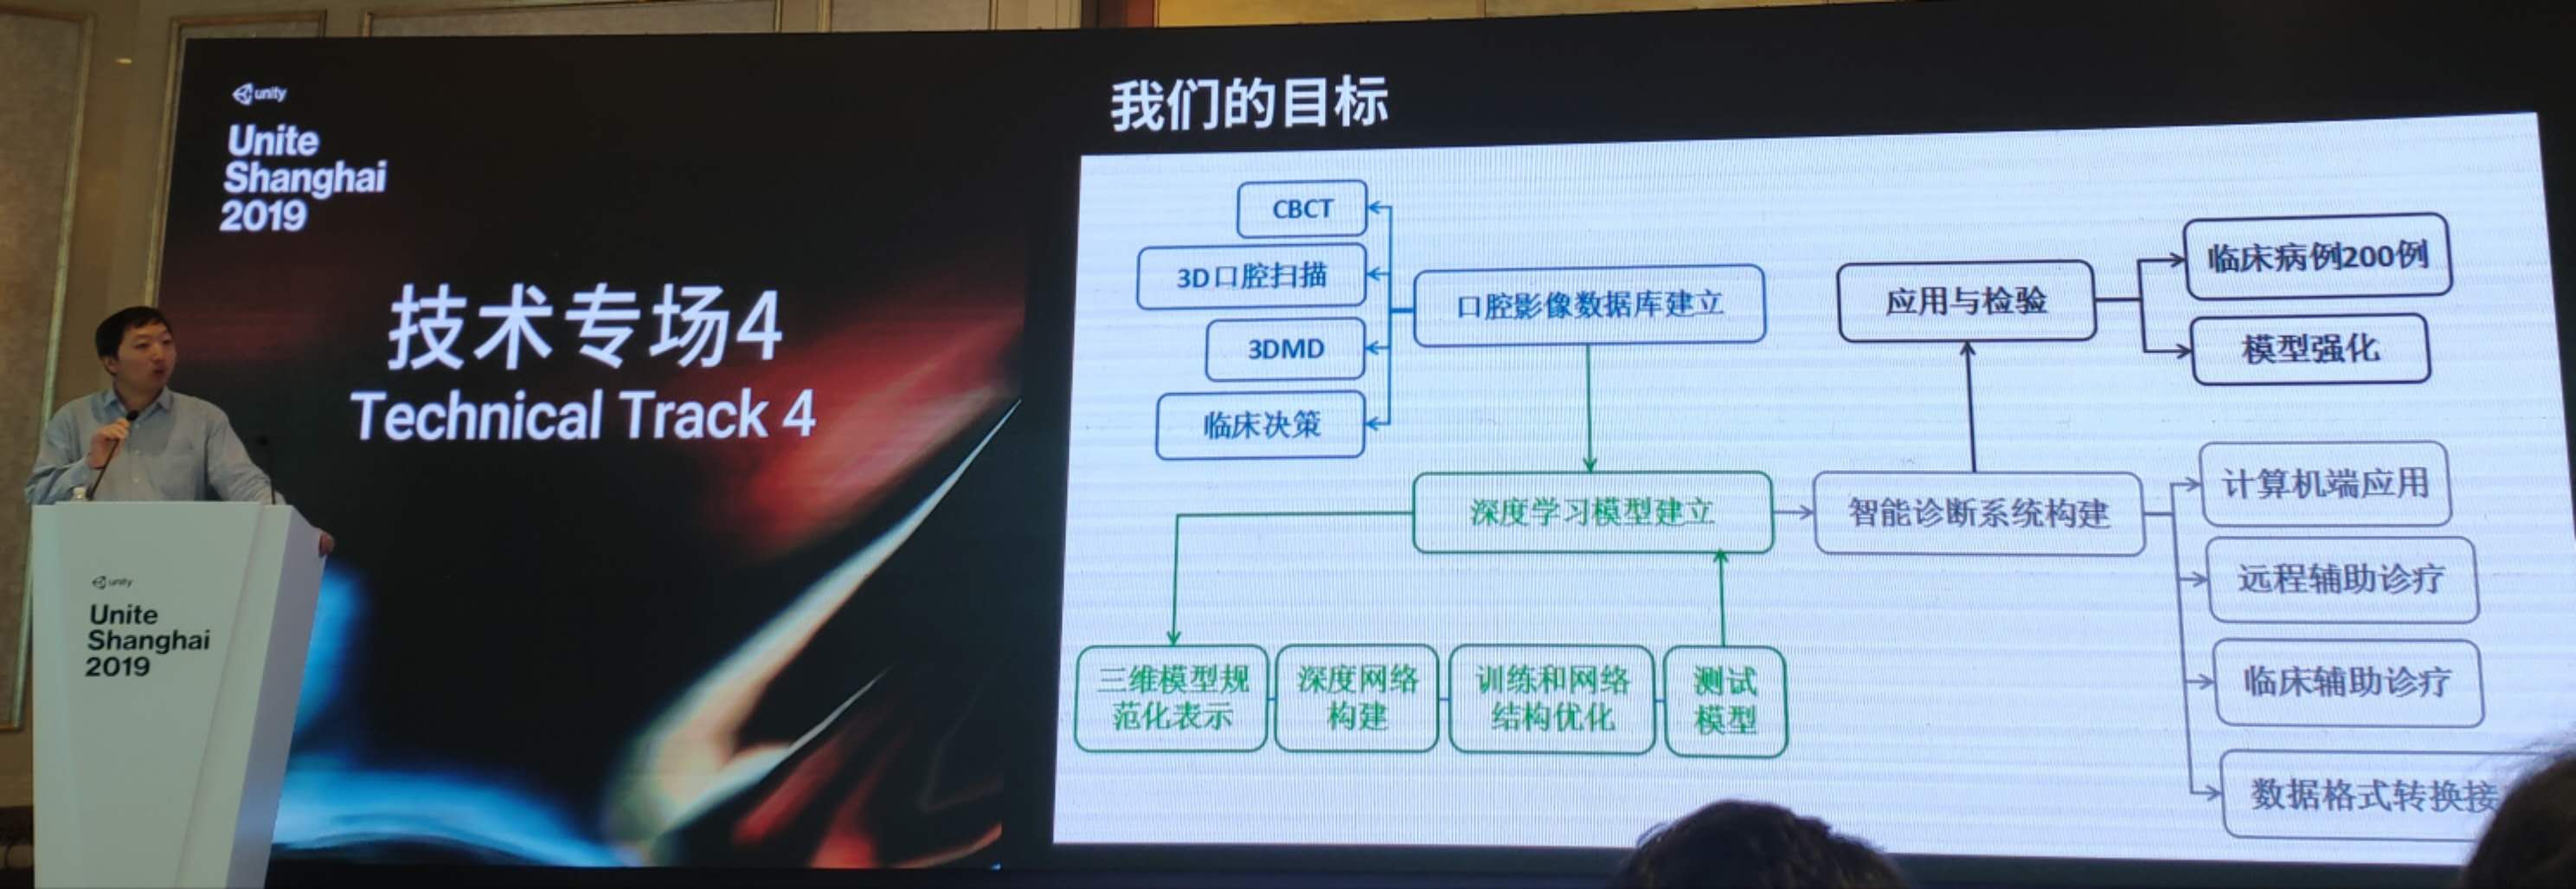 unity
Unite
Shanghai
2019
技术专场4
Technical Track 4
unity
Unite
Shanghai
2019
我们的目标
CBCT
3D口腔扫描
3DMD
临床决策
口腔影像数据库建立
应用与检验
临床病例200例
模型强化
深度学习模型建立
智能诊断系统构建
计算机端应用
远程辅助诊疗
临床辅助诊疗
数据格式转换接
三维模型规
范化表示
深度网络
构建
训练和网络
结构优化
测试
模型